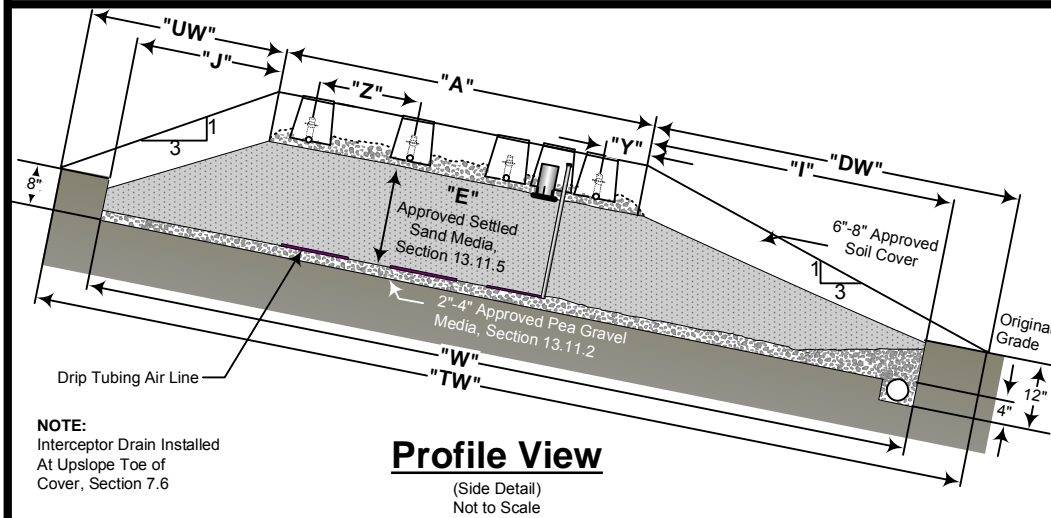 "UW"
"J"
"A"
"Z"
"Y"
"DW"
"I"
1
3
8"
"E"
Approved Settled
Sand Media,
Section 13.11.5
6"-8" Approved
Soil Cover
1
3
2"-4" Approved Pea Gravel
Media, Section 13.11.2
Original
Grade
12"
4"
"W"
"TW"
Drip Tubing Air Line
NOTE:
Interceptor Drain Installed
At Upslope Toe of
Cover, Section 7.6
Profile View
(Side Detail)
Not to Scale